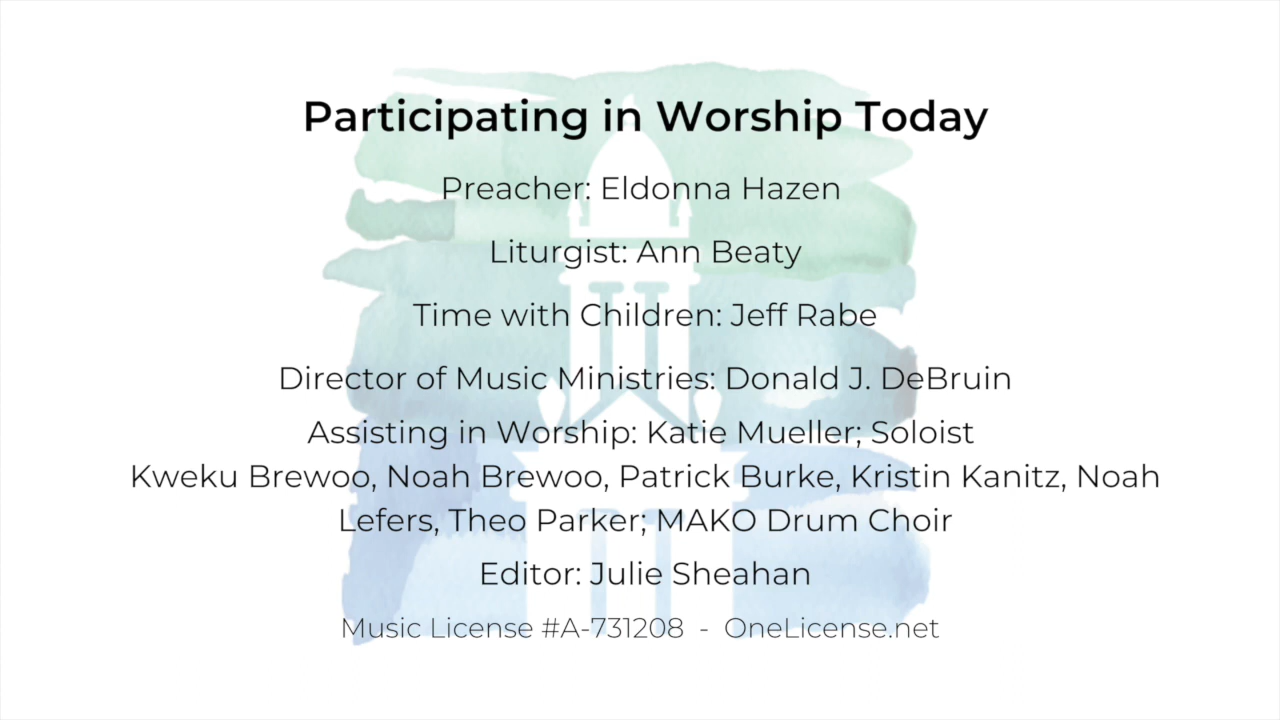 Participating in Worship Today
Preacher: Eldonna Hazen
Liturgist: Ann Beaty
Time with Children: Jeff Rabe
Director of Music Ministries: Donald J. DeBruin
Assisting in Worship: Katie Mueller; Soloist
Kweku Brewoo, Noah Brewoo, Patrick Burke, Kristin Kanitz, Noah
Lefers, Theo Parker; MAKO Drum Choir
Editor: Julie Sheahan
Music License #A-731208 - OneLicense.net